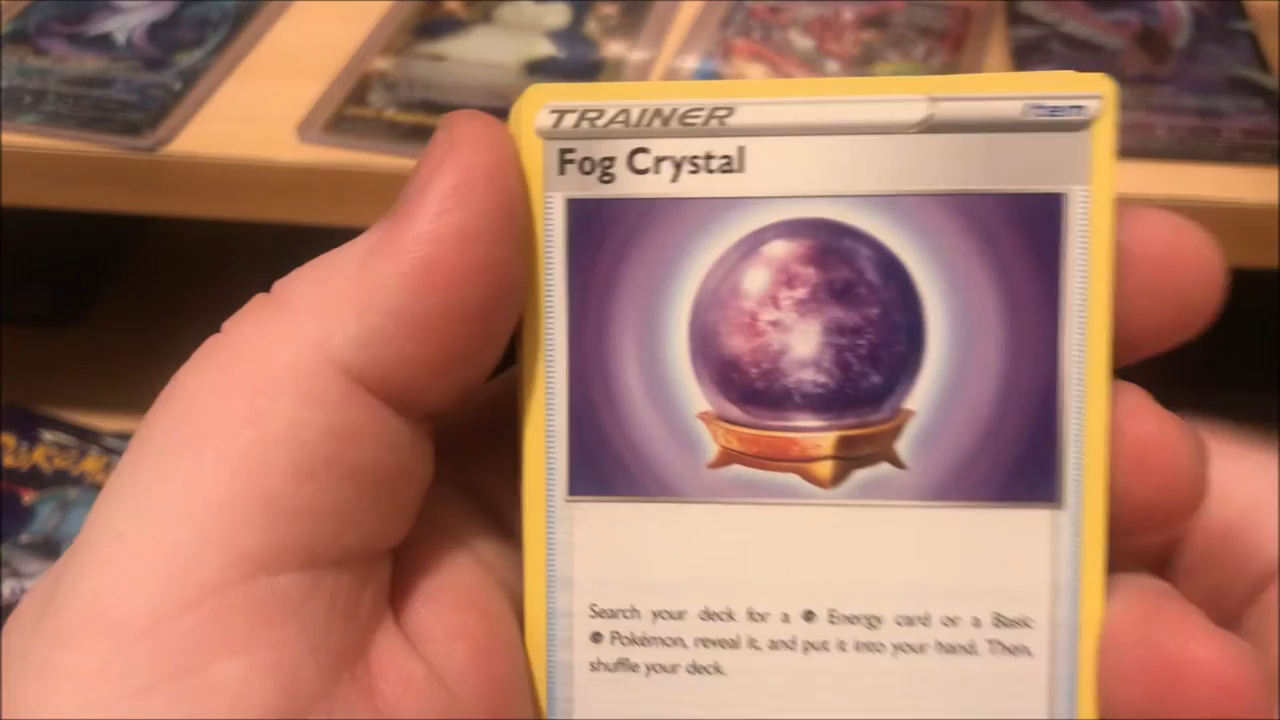 TRAINER Item
Fog Crystal
Search your deck for a Energy card or a Basic
Pokémon, reveal it, and put it into your hand. Then,
shuffle your deck.
POKÉM